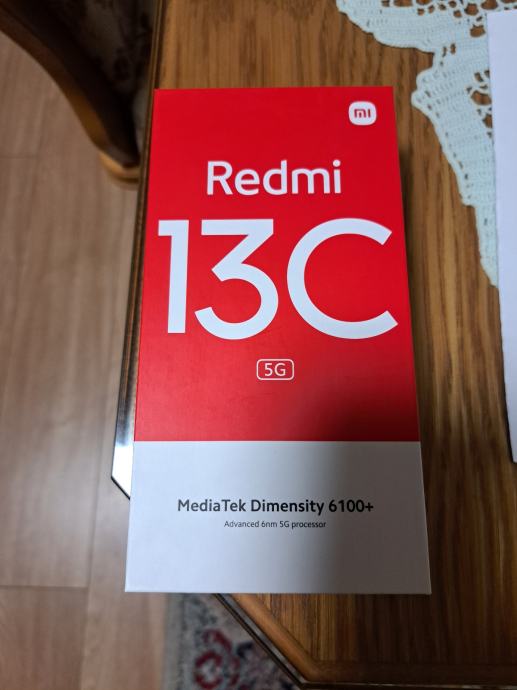 mi
Redmi
13C
5G
MediaTek Dimensity 6100+
Advanced 6nm 5G processor